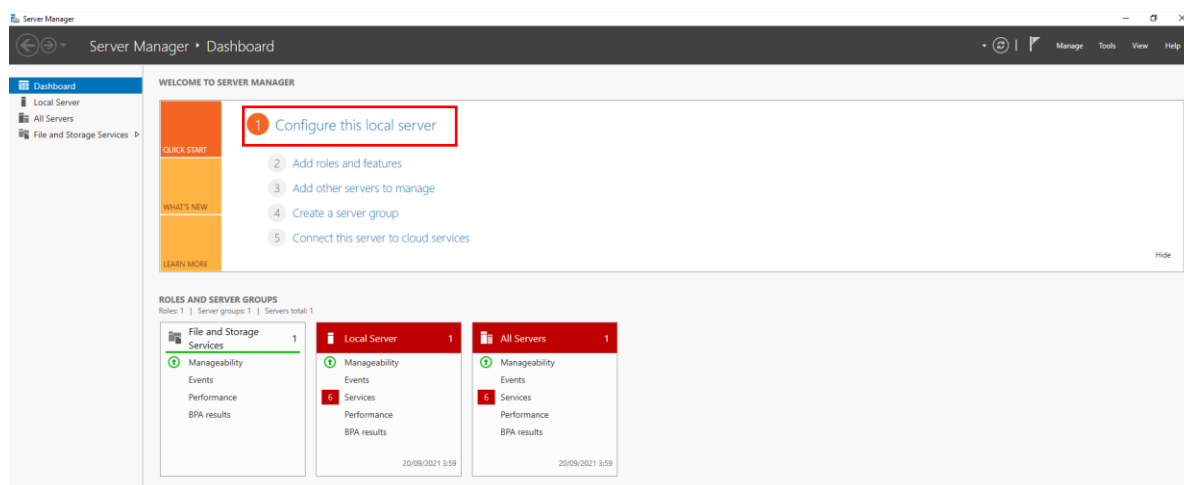 Server Manager
Server Manager • Dashboard
Manage Tools View Help
Dashboard
Local Server
All Servers
File and Storage Services
WELCOME TO SERVER MANAGER
QUICK START
WHAT'S NEW
LEARN MORE
1 Configure this local server
2 Add roles and features
3 Add other servers to manage
4 Create a server group
5 Connect this server to cloud services
Hide
ROLES AND SERVER GROUPS
Roles: 1 | Server groups: 1 | Servers total: 1
File and Storage
Services 1
Manageability
Events
Performance
BPA results
Local Server 1
Manageability
Events
6 Services
Performance
BPA results
20/09/2021 3:59
All Servers 1
Manageability
Events
6 Services
Performance
BPA results
20/09/2021 3:59